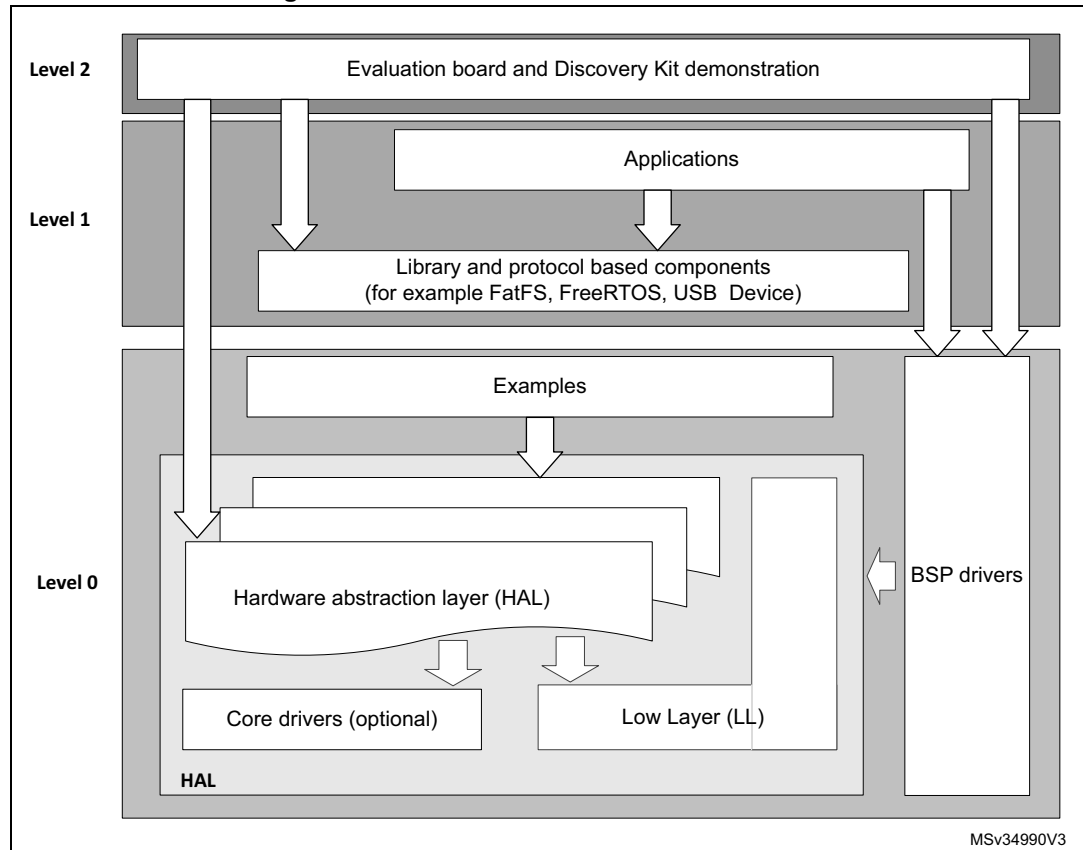 Level 2
Evaluation board and Discovery Kit demonstration
Applications
Level 1
Library and protocol based components
(for example FatFS, FreeRTOS, USB Device)
Examples
Level 0
Hardware abstraction layer (HAL)
BSP drivers
Core drivers (optional)
Low Layer (LL)
HAL
MSv34990V3